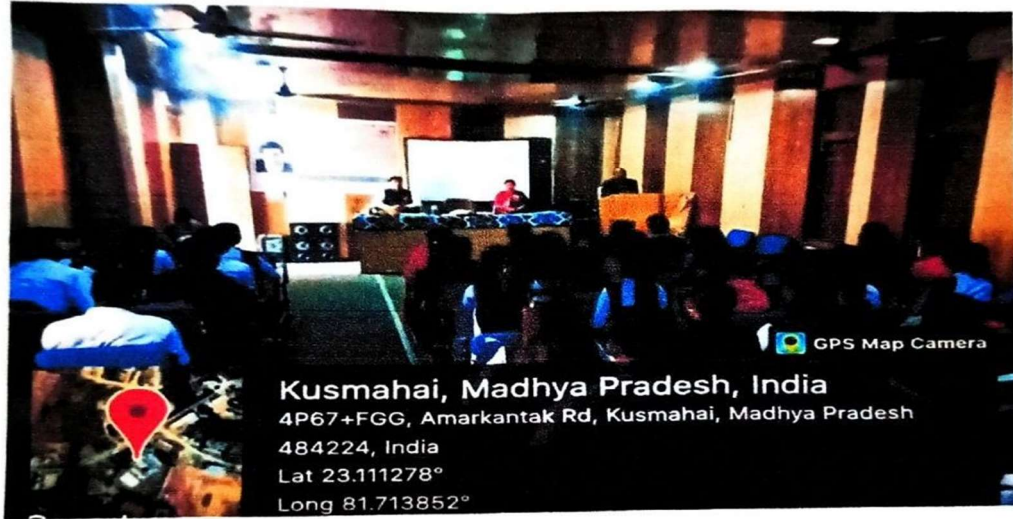 GPS Map Camera
Kusmahai, Madhya Pradesh, India
4P67+FGG, Amarkantak Rd, Kusmahai, Madhya Pradesh
484224, India
Lat 23.111278°
Long 81.713852°